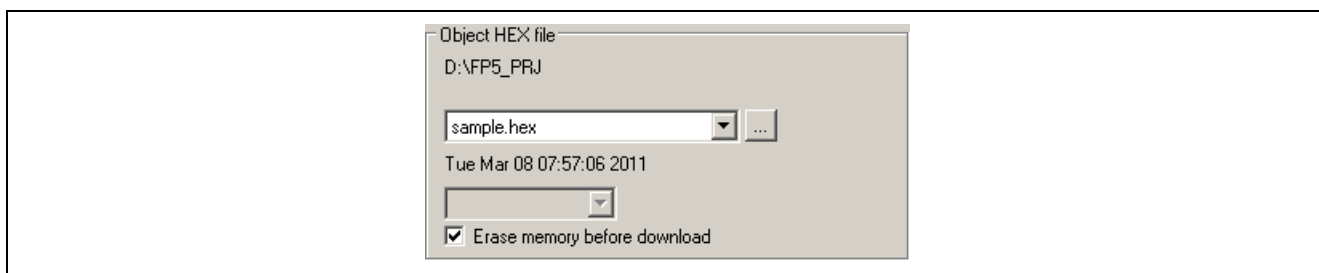 Object HEX file
D:\FP5_PRJ
sample.hex
...
Tue Mar 08 07:57:06 2011
Erase memory before download